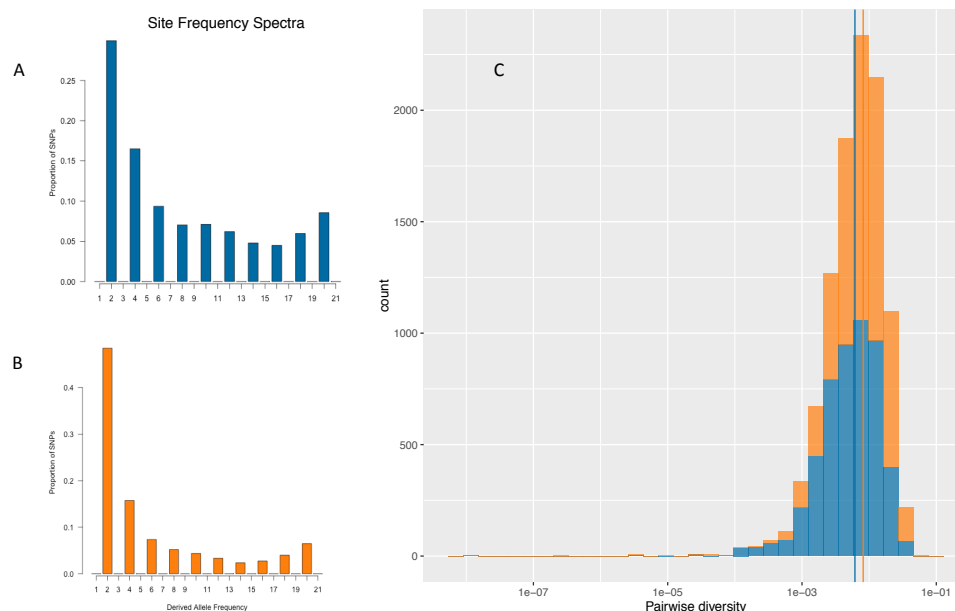 Site Frequency Spectra
A
Proportion of SNPs
0.25
0.20
0.15
0.10
0.05
0.00
1 2 3 4 5 6 7 8 9 11 13 15 17 19 21
B
Proportion of SNPs
0.4
0.3
0.2
0.1
0.0
1 2 3 4 5 6 7 8 9 11 13 15 17 19 21
Derived Allele Frequency
C
count
2000
1500
1000
500
0
1e-07 1e-05 1e-03 1e-01
Pairwise diversity